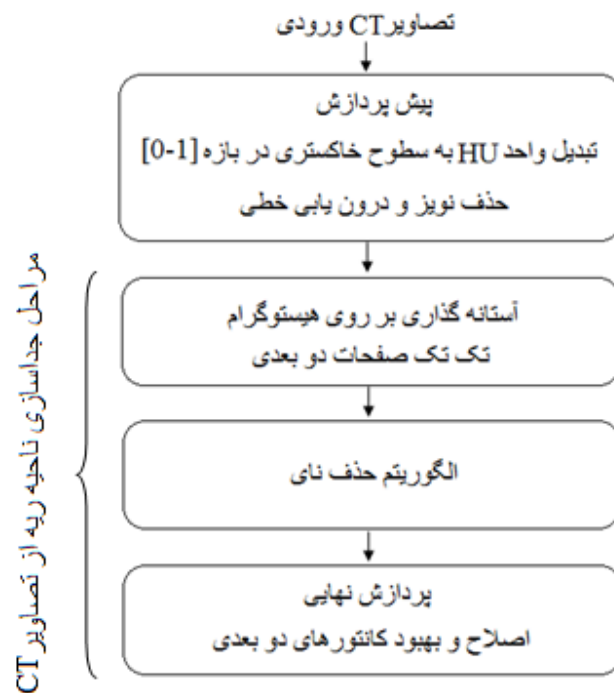 تصاویرCT ورودی
پیش پردازش
تبدیل واحد HU به سطوح خاکستری در بازه [0-1]
حذف نویز و درون یابی خطی
آستانه گذاری بر روی هیستوگرام
تک تک صفحات دو بعدی
الگوریتم حذف نای
پردازش نهایی
اصلاح و بهبود کانتورهای دو بعدی
مراحل جداسازی ناحیه ریه از تصاویرCT